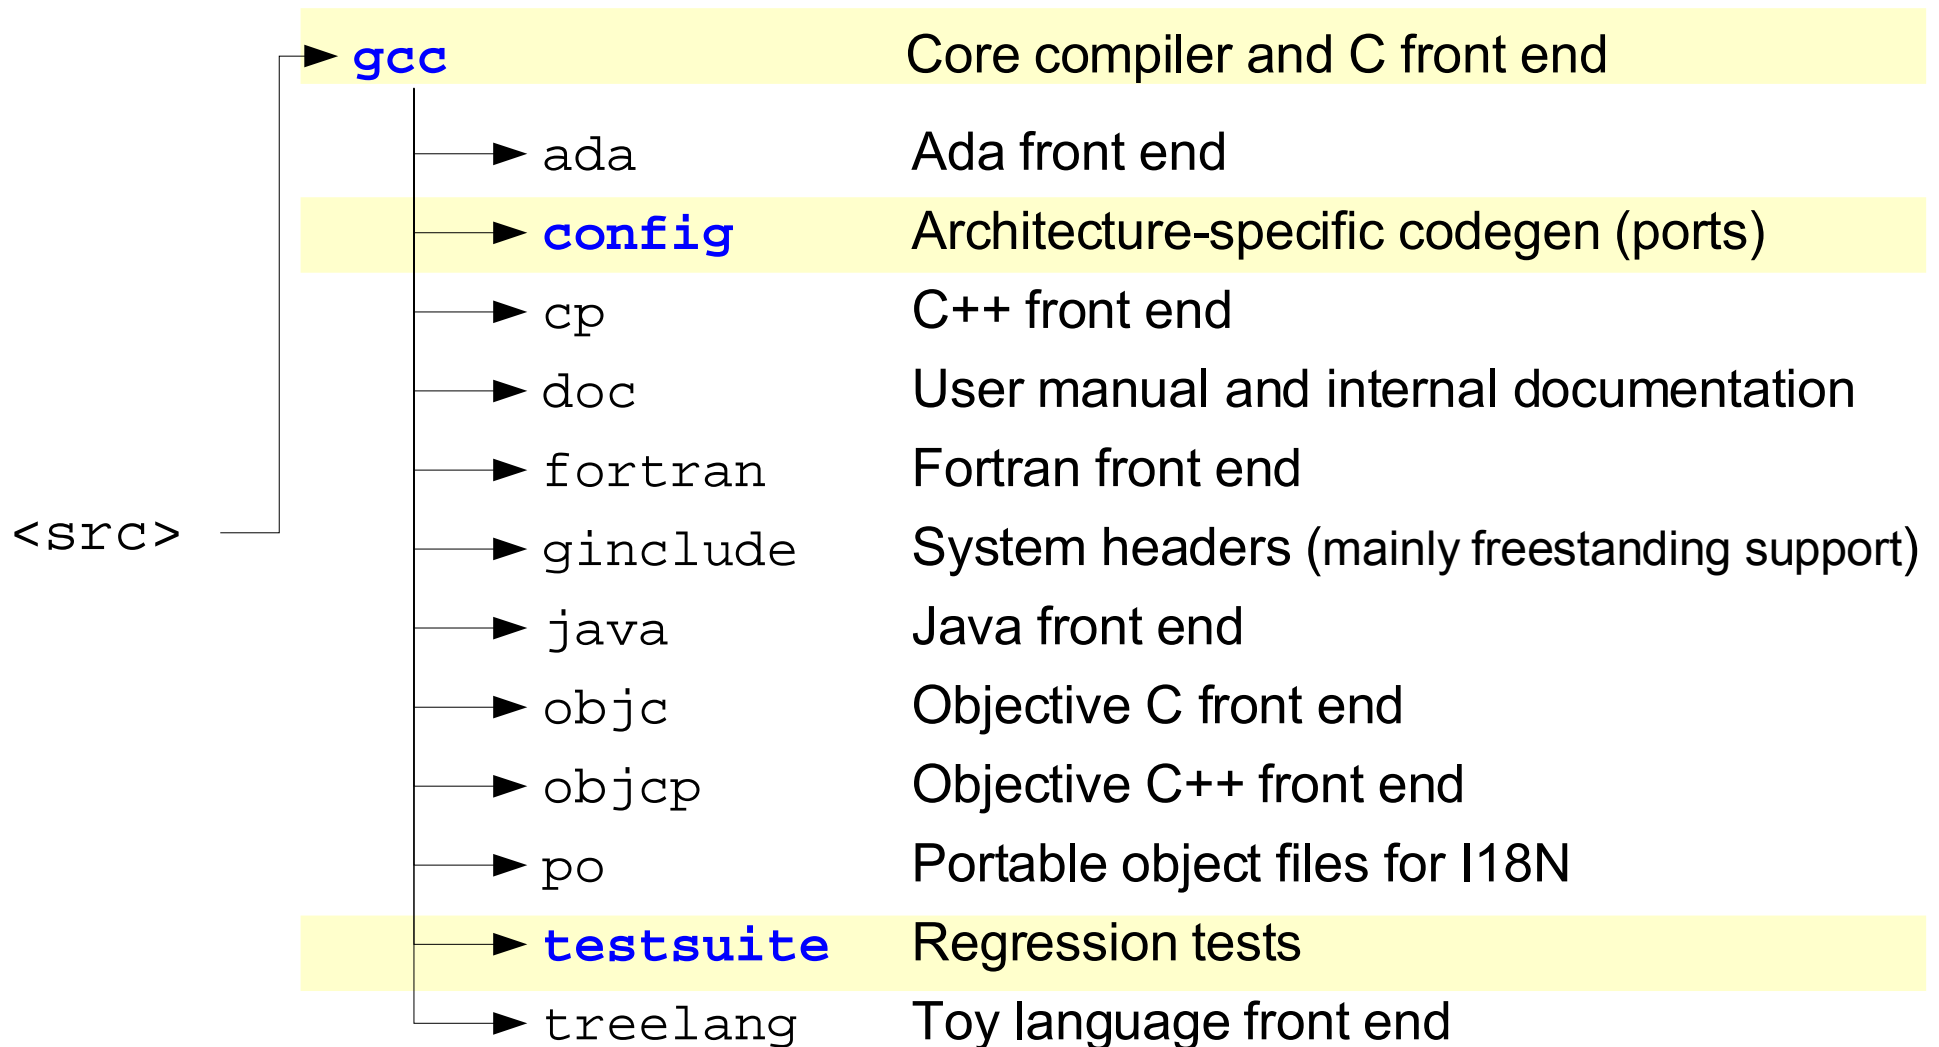 gcc Core compiler and C front end
ada Ada front end
config Architecture-specific codegen (ports)
cp C++ front end
doc User manual and internal documentation
fortran Fortran front end
<src>
ginclude System headers (mainly freestanding support)
java Java front end
objc Objective C front end
objcp Objective C++ front end
po Portable object files for I18N
testsuite Regression tests
treelang Toy language front end